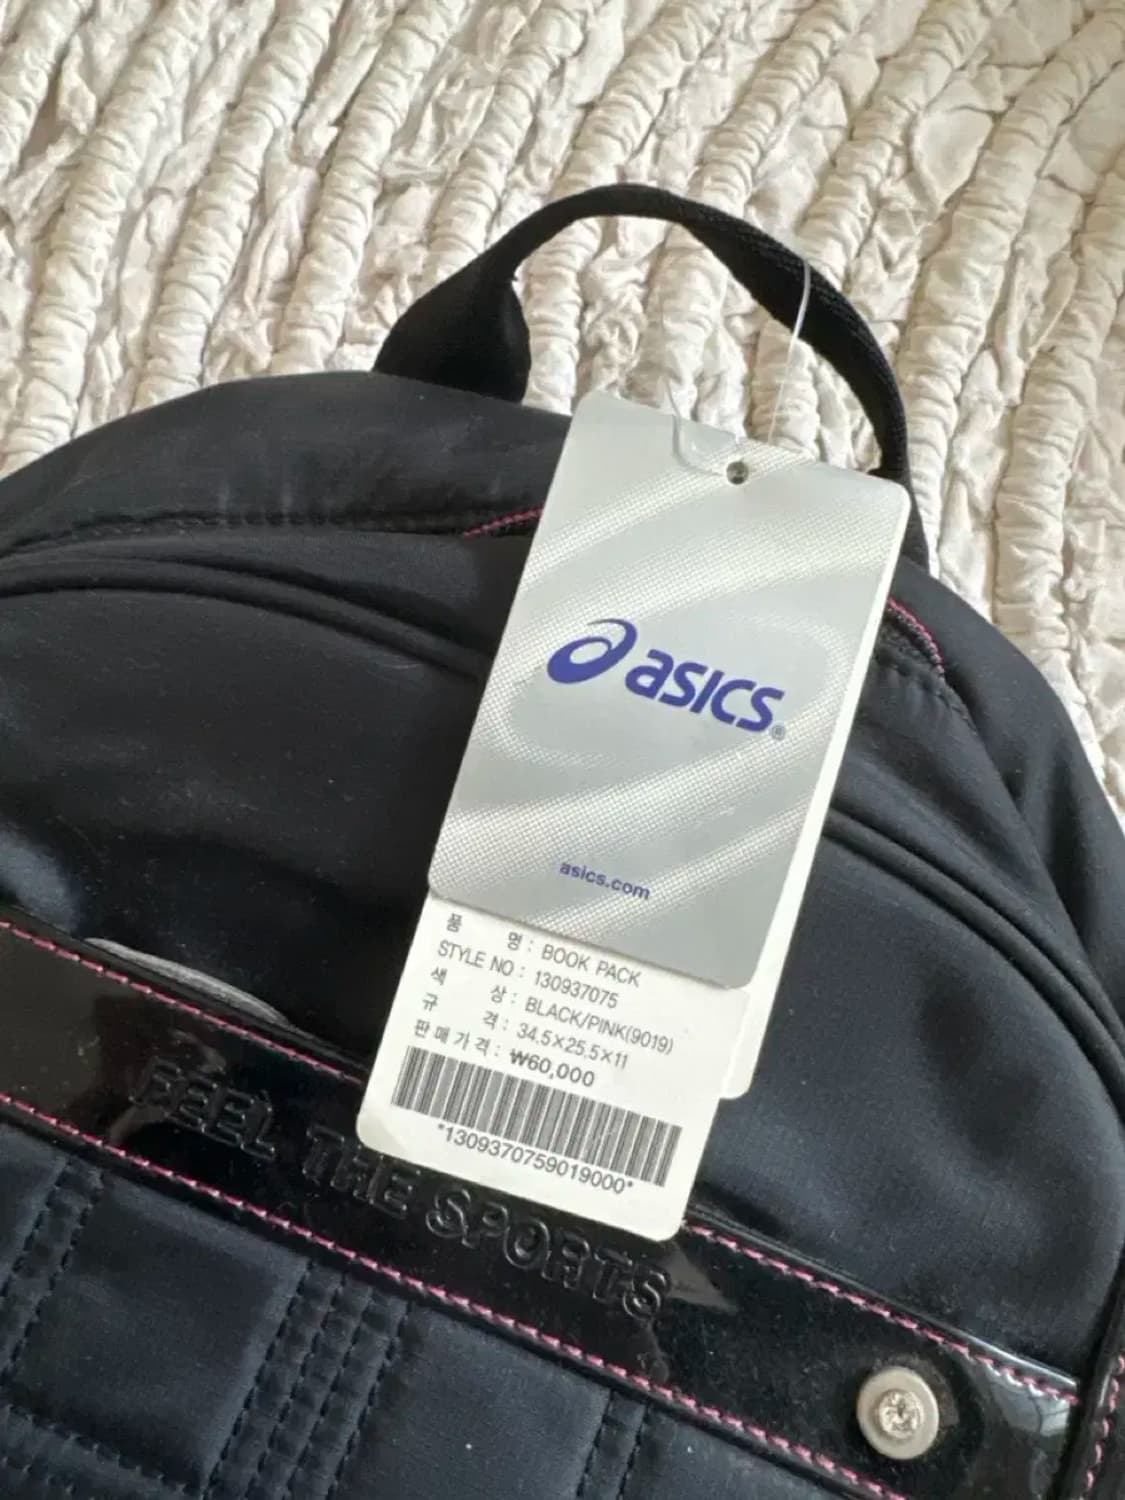 asics®
asics.com
품 명 : BOOK PACK
STYLE NO : 130937075
색 상 : BLACK/PINK(9019)
규 격 : 34.5×25.5×11
판매가격 : ₩60,000
*1309370759019000*
FEEL THE SPORTS